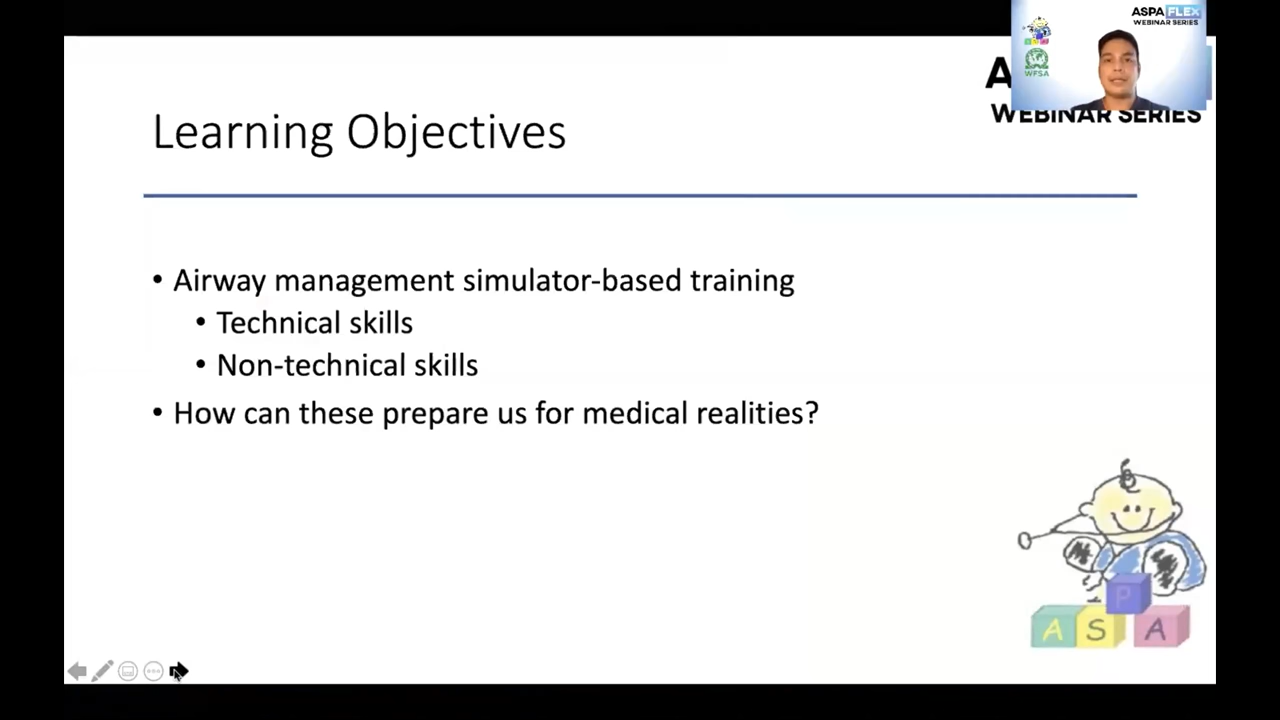 ASPA FLEX
WEBINAR SERIES
WFSA
A
WEBINAR SERIES
Learning Objectives
• Airway management simulator-based training
• Technical skills
• Non-technical skills
• How can these prepare us for medical realities?
P
A S A